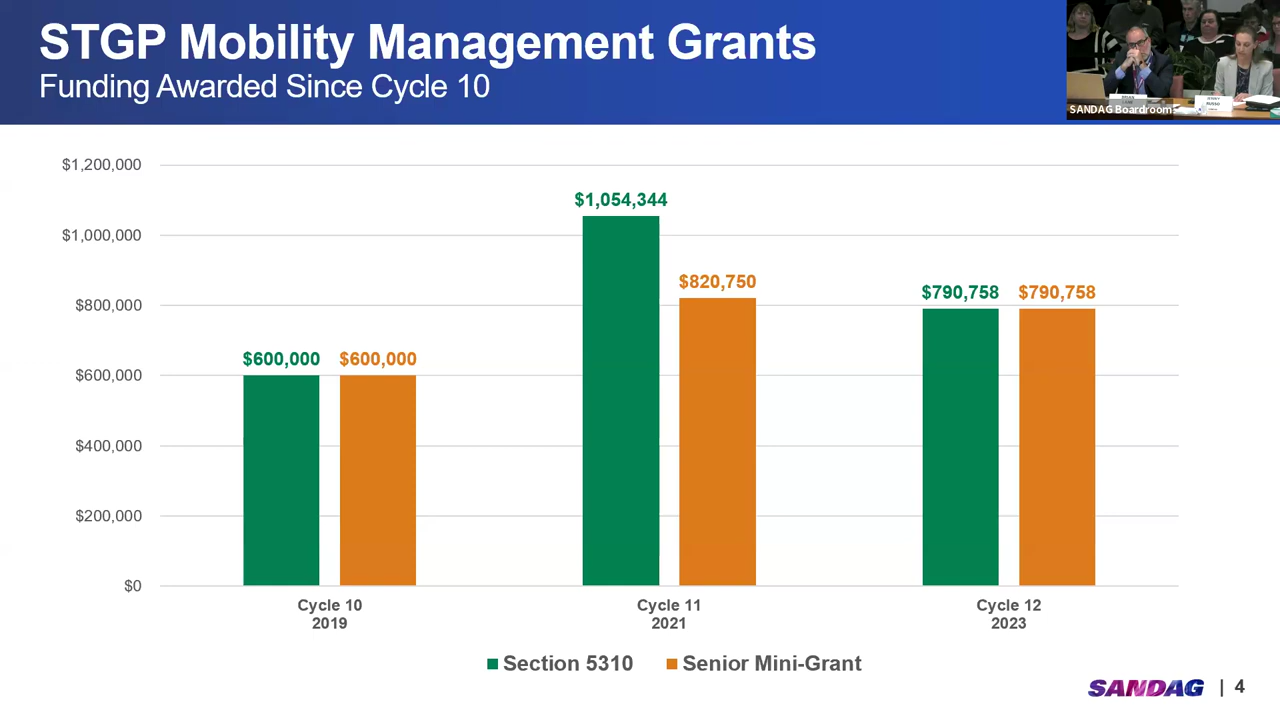 STGP Mobility Management Grants
Funding Awarded Since Cycle 10
SANDAG Boardroom
$1,200,000
$1,000,000
$800,000
$600,000
$400,000
$200,000
$0
$600,000
$600,000
$1,054,344
$820,750
$790,758
$790,758
Cycle 10
2019
Cycle 11
2021
Cycle 12
2023
Section 5310
Senior Mini-Grant
SANDAG | 4